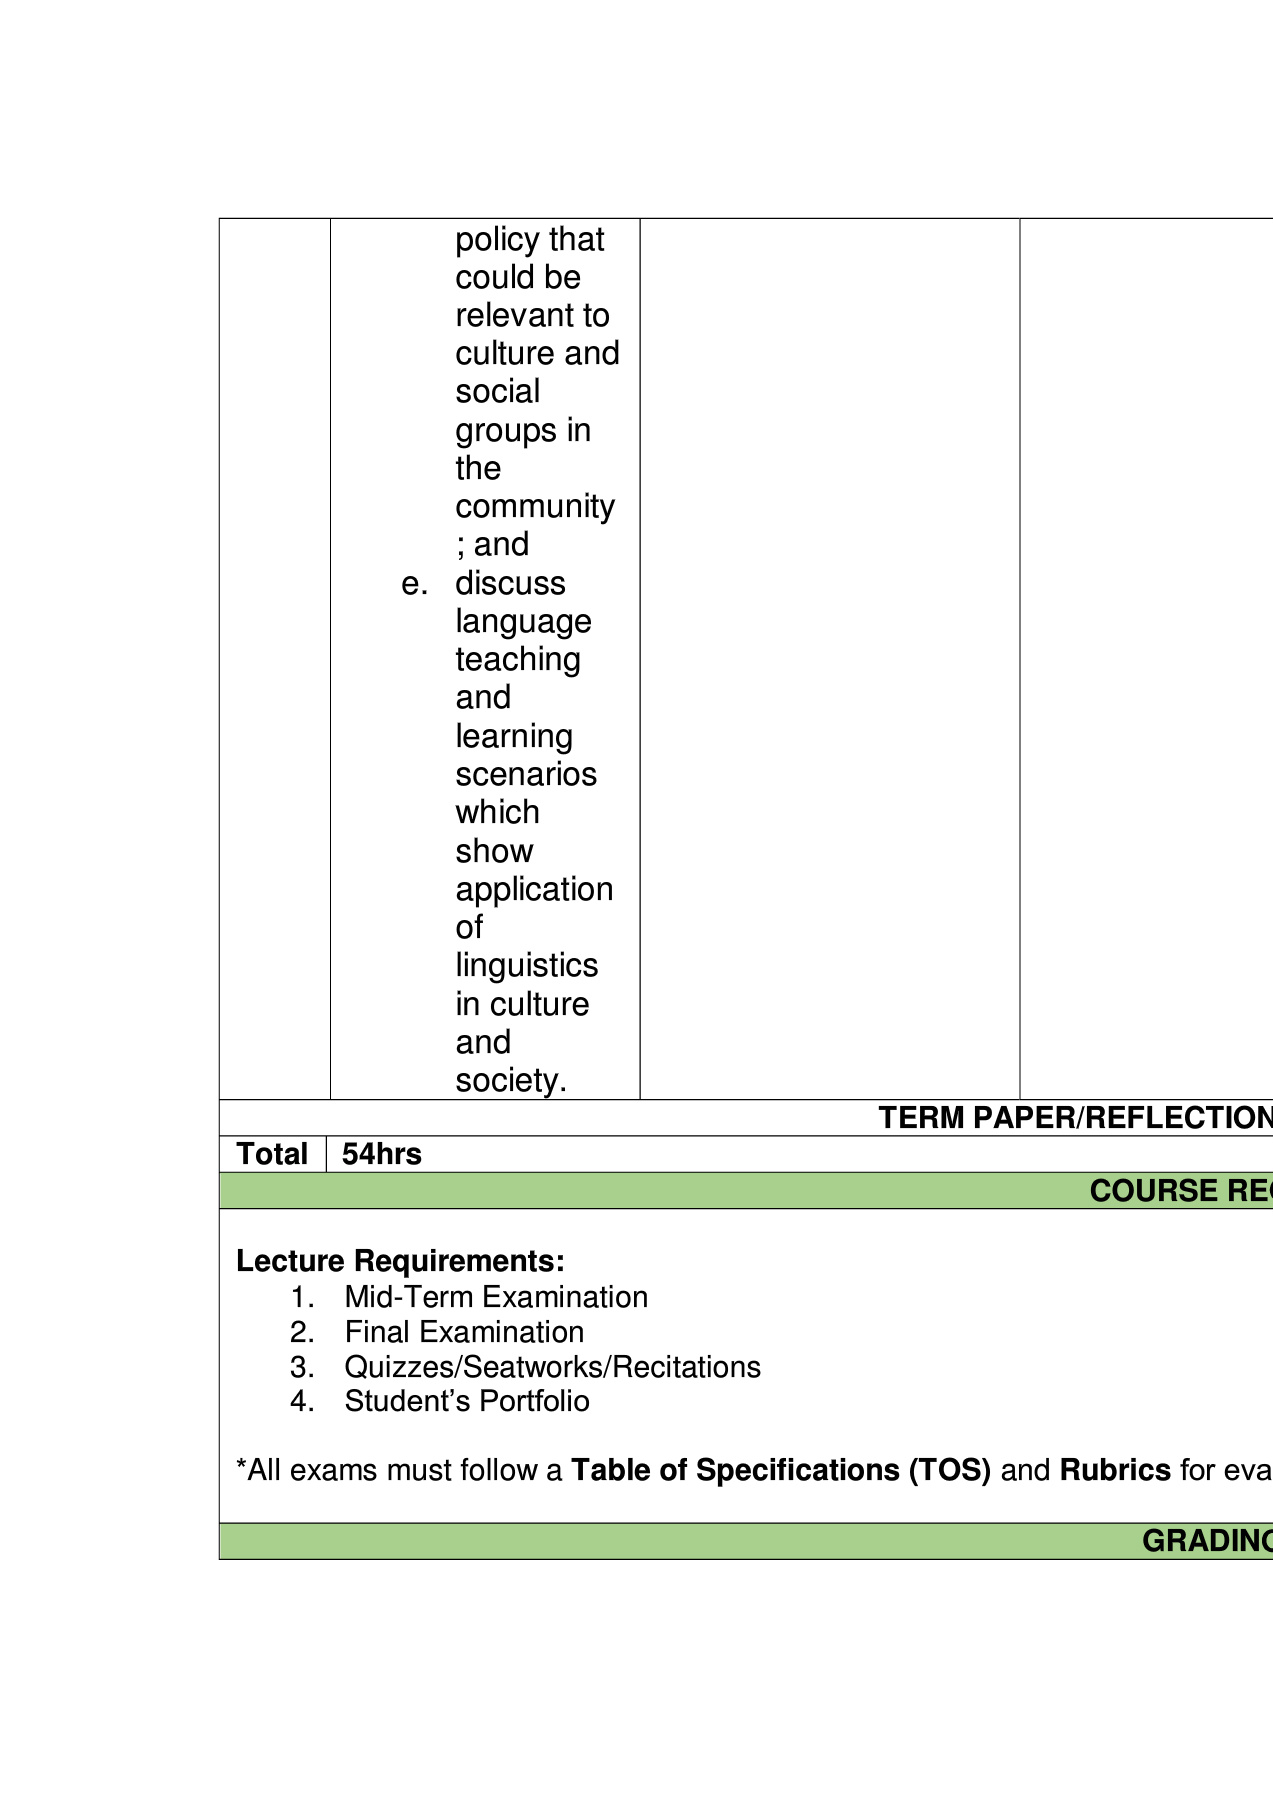 policy that
could be
relevant to
culture and
social
groups in
the
community
; and
e. discuss
language
teaching
and
learning
scenarios
which
show
application
of
linguistics
in culture
and
society.
TERM PAPER/REFLECTION
Total 54hrs
COURSE
Lecture Requirements:
1. Mid-Term Examination
2. Final Examination
3. Quizzes/Seatworks/Recitations
4. Student’s Portfolio
*All exams must follow a Table of Specifications (TOS) and Rubrics for